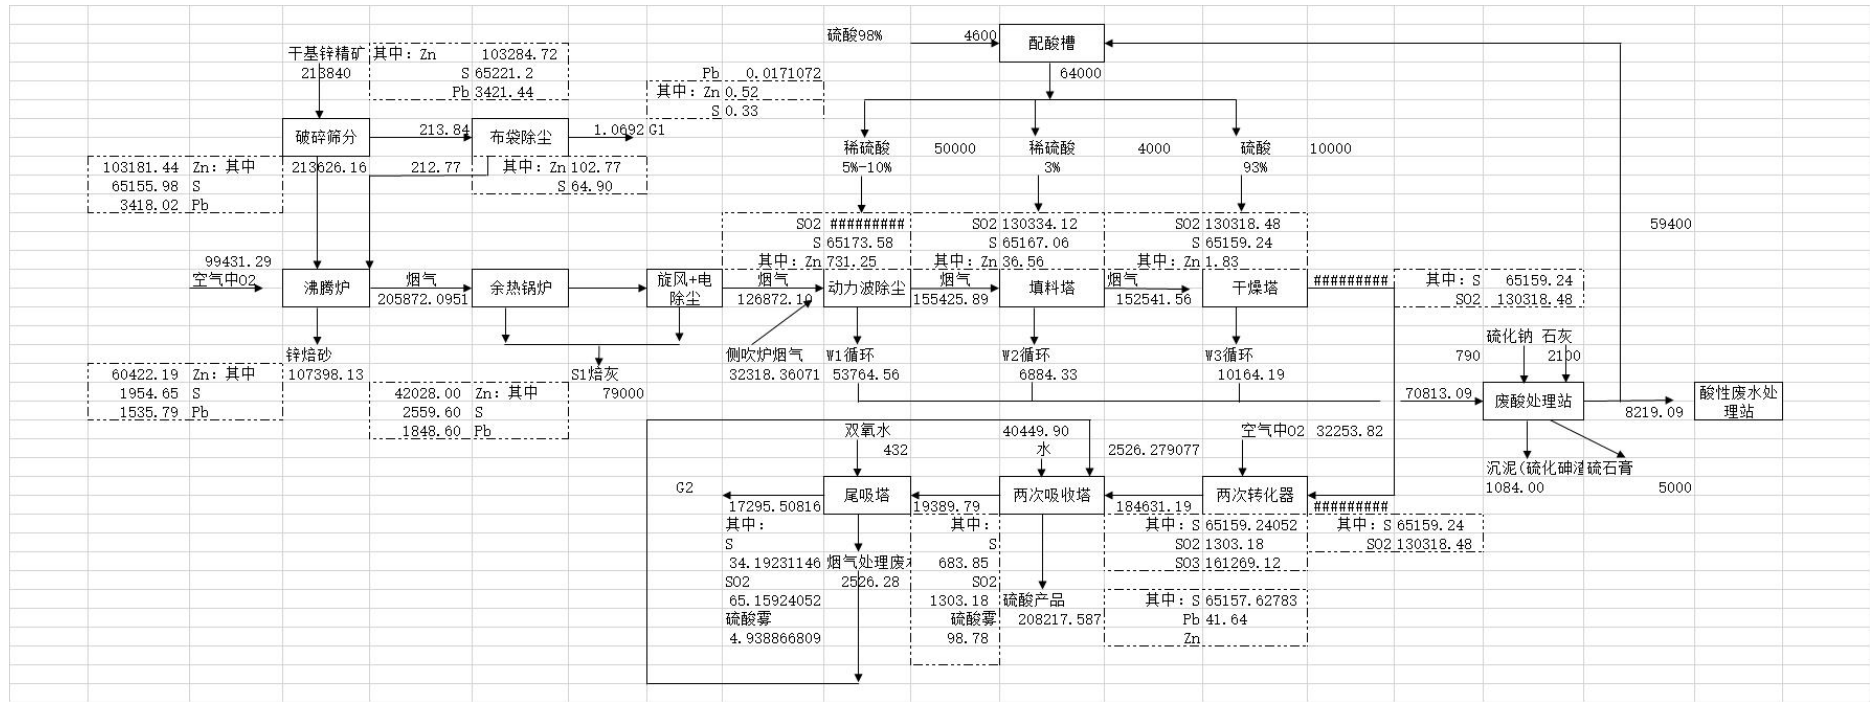 硫酸98%
4600
配酸槽
干基锌精矿
213840
其中: Zn 103284.72
S 65221.2
Pb 3421.44
Pb 0.0171072
其中: Zn 0.52
S 0.33
64000
破碎筛分
213.84
布袋除尘
1.0692 G1
稀硫酸
5%-10%
50000
稀硫酸
3%
4000
硫酸
93%
10000
103181.44 Zn: 其中
65155.98 S
3418.02 Pb
213626.16
212.77
其中: Zn 102.77
S 64.90
SO2 #########
S 65173.58
其中: Zn 731.25
SO2 130334.12
S 65167.06
其中: Zn 36.56
SO2 130318.48
S 65159.24
其中: Zn 1.83
59400
99431.29
空气中O2
沸腾炉
烟气
205872.0951
余热锅炉
旋风+电
除尘
烟气
126872.10
动力波除尘
烟气
155425.89
填料塔
烟气
152541.56
干燥塔
#########
其中: S 65159.24
SO2 130318.48
锌焙砂
107398.13
60422.19 Zn: 其中
1954.65 S
1535.79 Pb
42028.00 Zn: 其中
2559.60 S
1848.60 Pb
S1焙灰
79000
侧吹炉烟气
32318.36071
W1循环
53764.56
W2循环
6884.33
W3循环
10164.19
硫化钠 石灰
790
2100
70813.09
废酸处理站
8219.09
酸性废水处
理站
双氧水
432
40449.90
水
2526.279077
空气中O2 32253.82
沉泥(硫化砷渣
1084.00
硫石膏
5000
G2
17295.50816
尾吸塔
19389.79
两次吸收塔
184631.19
两次转化器
#########
其中:
S
34.19231146
SO2
65.15924052
硫酸雾
4.938866809
烟气处理废水
2526.28
其中:
S
683.85
SO2
1303.18
硫酸雾
98.78
硫酸产品
208217.587
其中: S 65159.24052
SO2 1303.18
SO3 161269.12
其中: S 65159.24
SO2 130318.48
其中: S 65157.62783
Pb 41.64
Zn